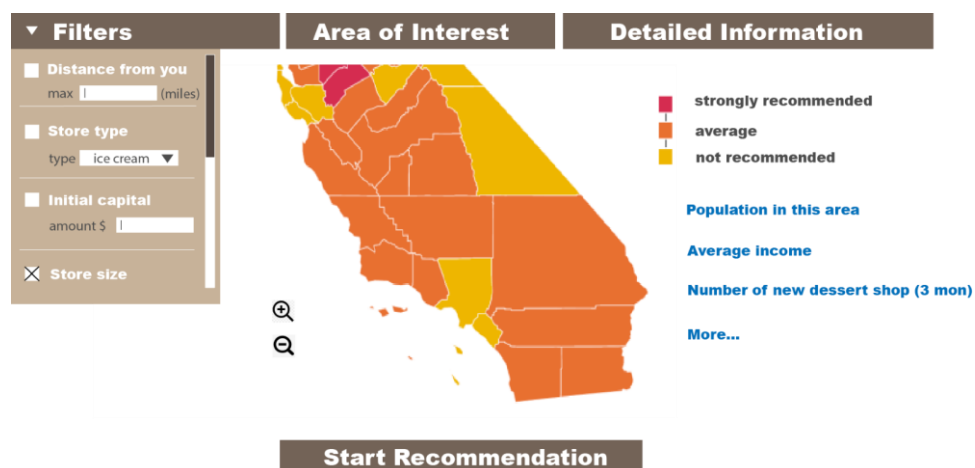 Filters
Area of Interest
Detailed Information
Distance from you
max (miles)
Store type
type ice cream
Initial capital
amount $
Store size
strongly recommended
average
not recommended
Population in this area
Average income
Number of new dessert shop (3 mon)
More...
Start Recommendation